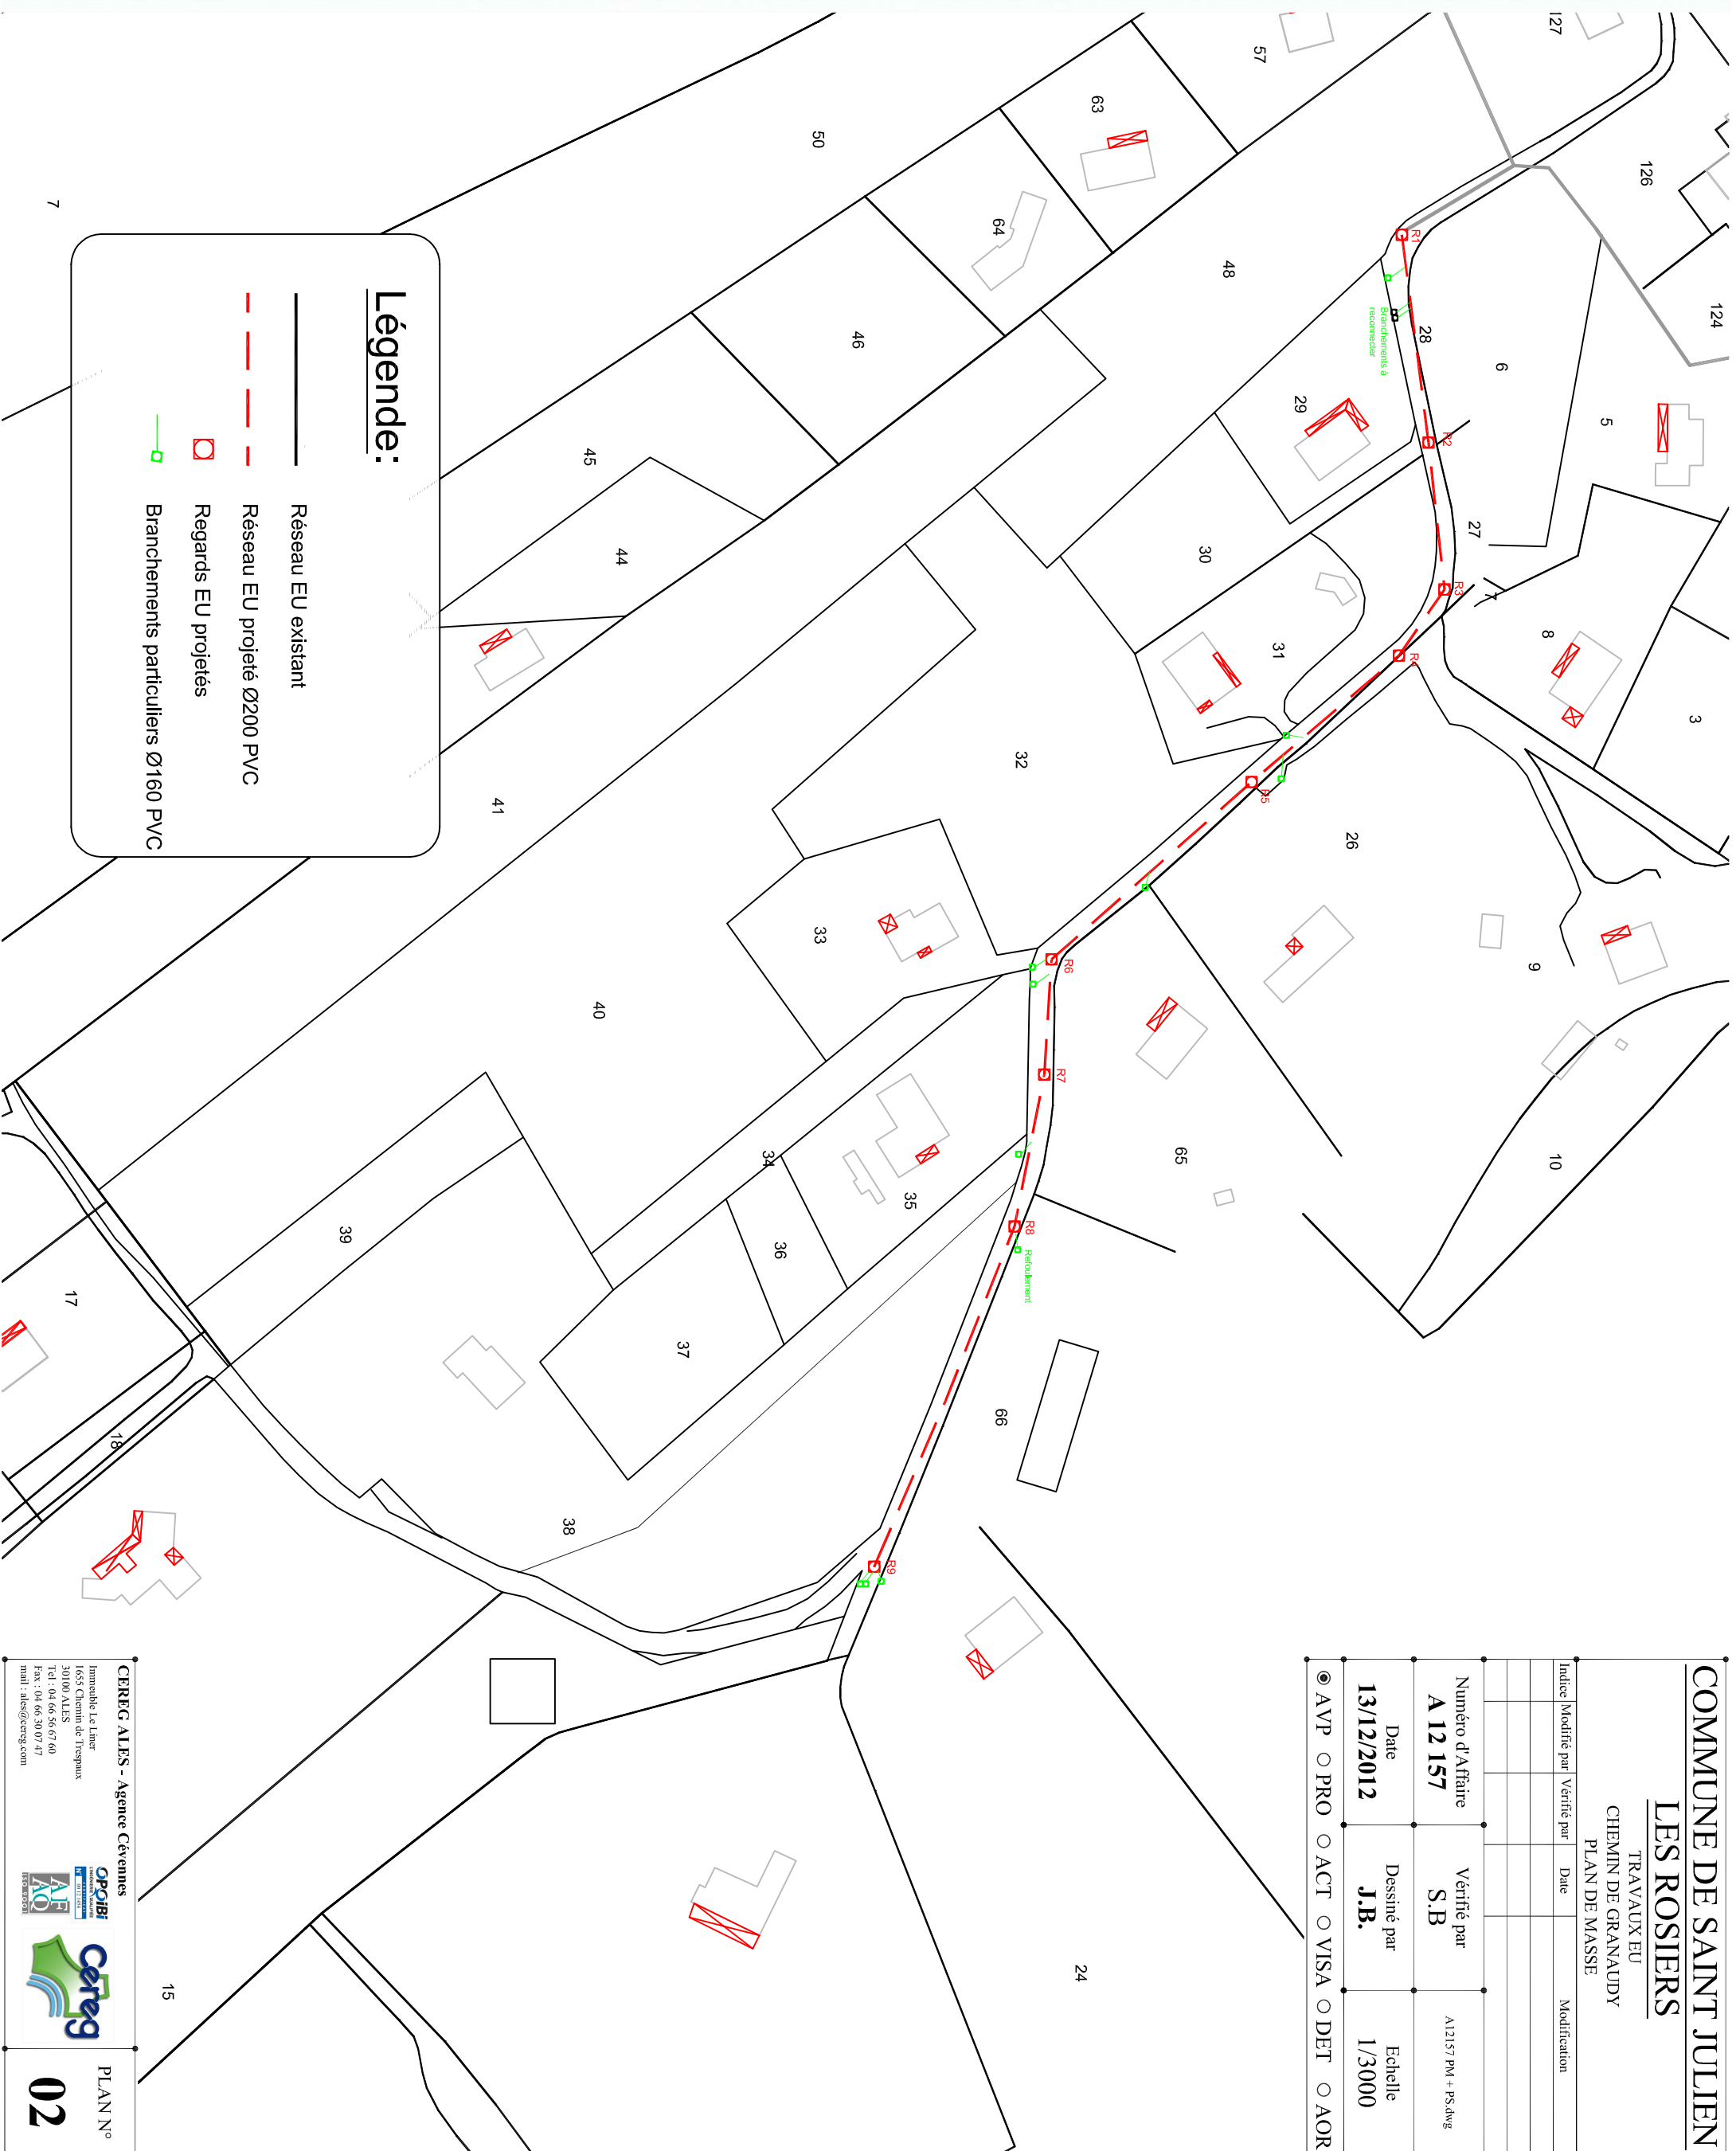 COMMUNE DE SAINT JULIEN
LES ROSIERS
TRAVAUX EU
CHEMIN DE GRANAUDY
PLAN DE MASSE
Indice Modifié par Vérifié par Date Modification
Numéro d'Affaire
A 12 157
Vérifié par
S.B
A12157 PM + PS.dwg
Date
13/12/2012
Dessiné par
J.B.
Echelle
1/3000
AVP PRO ACT VISA DET AOR
127
126
124
57
63
64
48
50
7
46
45
44
41
28
6
5
29
27
7
8
3
30
31
32
26
9
10
33
40
65
34
35
36
37
39
38
66
17
18
24
15
R1
R2
R3
R4
R5
R6
R7
R8
R9
Branchements à
reconnecter
Refoulement
Légende:
Réseau EU existant
Réseau EU projeté Ø200 PVC
Regards EU projetés
Branchements particuliers Ø160 PVC
CEREG ALES - Agence Cévennes
Immeuble Le Liner
1655 Chemin de Trespaux
30100 ALES
Tel : 04 66 56 67 60
Fax : 04 66 30 07 47
mail : ales@cereg.com
OPQiBi
AFAQ
Cereg
PLAN N°
02